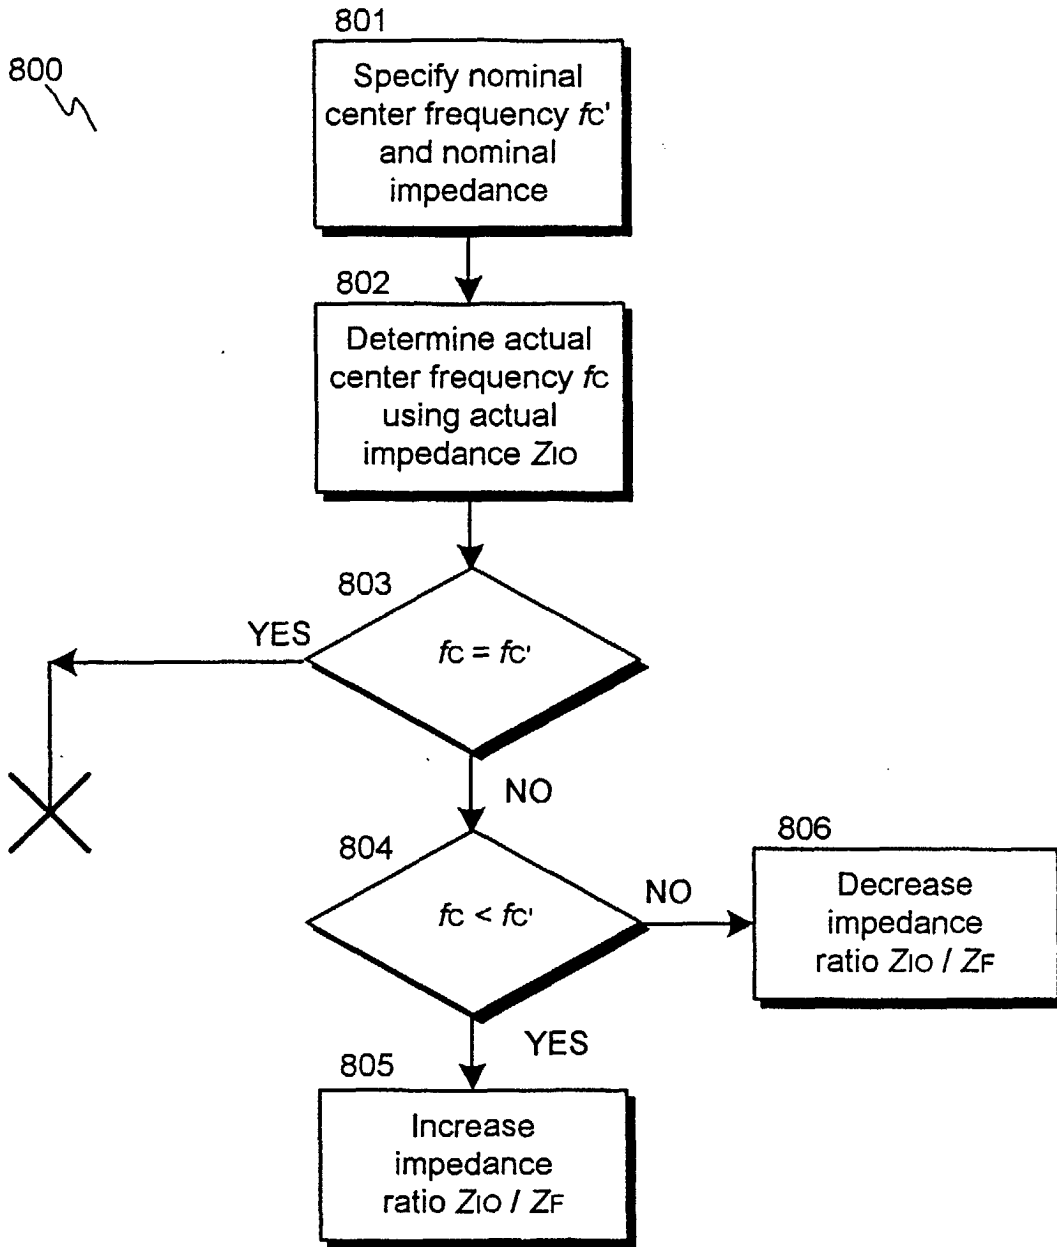 800
801
Specify nominal
center frequency fC'
and nominal
impedance
802
Determine actual
center frequency fC
using actual
impedance ZIO
803
YES
fC = fC'
NO
804
fC < fC'
NO
806
Decrease
impedance
ratio ZIO / ZF
YES
805
Increase
impedance
ratio ZIO / ZF